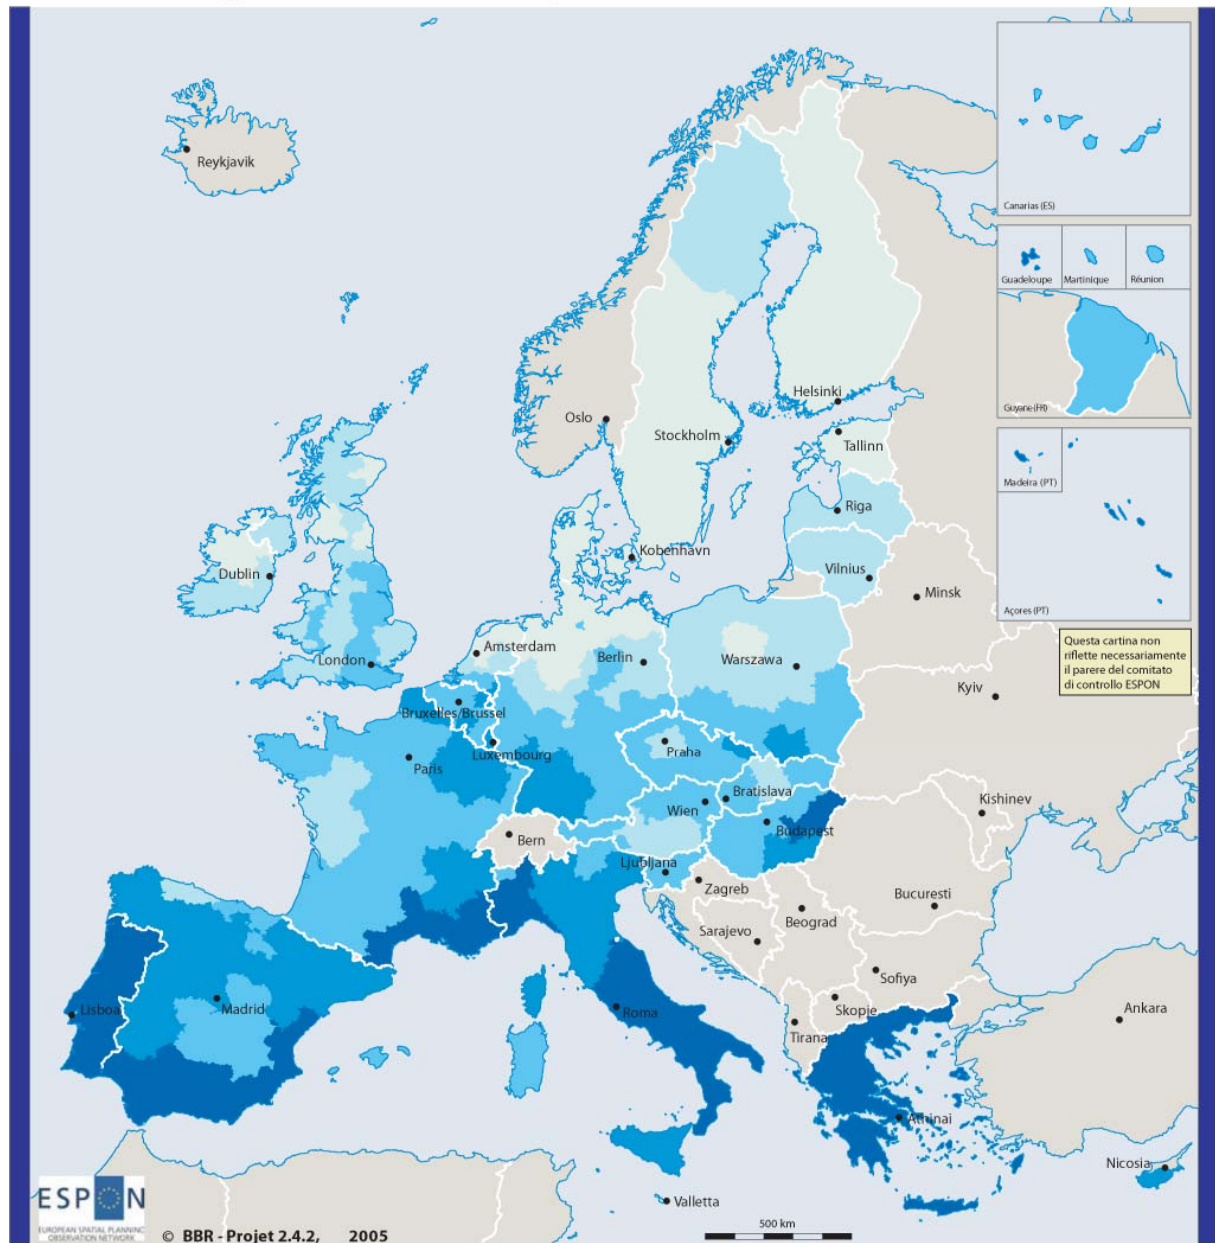 Reykjavik
Canarias (ES)
Guadeloupe
Martinique
Réunion
Guyane (FR)
Helsinki
Oslo
Stockholm
Tallinn
Madeira (PT)
Riga
Kobenhavn
Dublin
Vilnius
Minsk
Açores (PT)
Questa cartina non
riflette necessariamente
il parere del comitato
di controllo ESPON
Amsterdam
London
Berlin
Warszawa
Kyiv
Bruxelles/Brussel
Luxembourg
Praha
Paris
Bratislava
Kishinev
Wien
Budapest
Bern
Ljubljana
Zagreb
Bucuresti
Beograd
Sarajevo
Sofiya
Lisboa
Madrid
Roma
Skopje
Ankara
Tirana
Athinai
Nicosia
Valletta
ESPON
EUROPEAN SPATIAL PLANNING
OBSERVATION NETWORK
© BBR - Projet 2.4.2, 2005
500 km